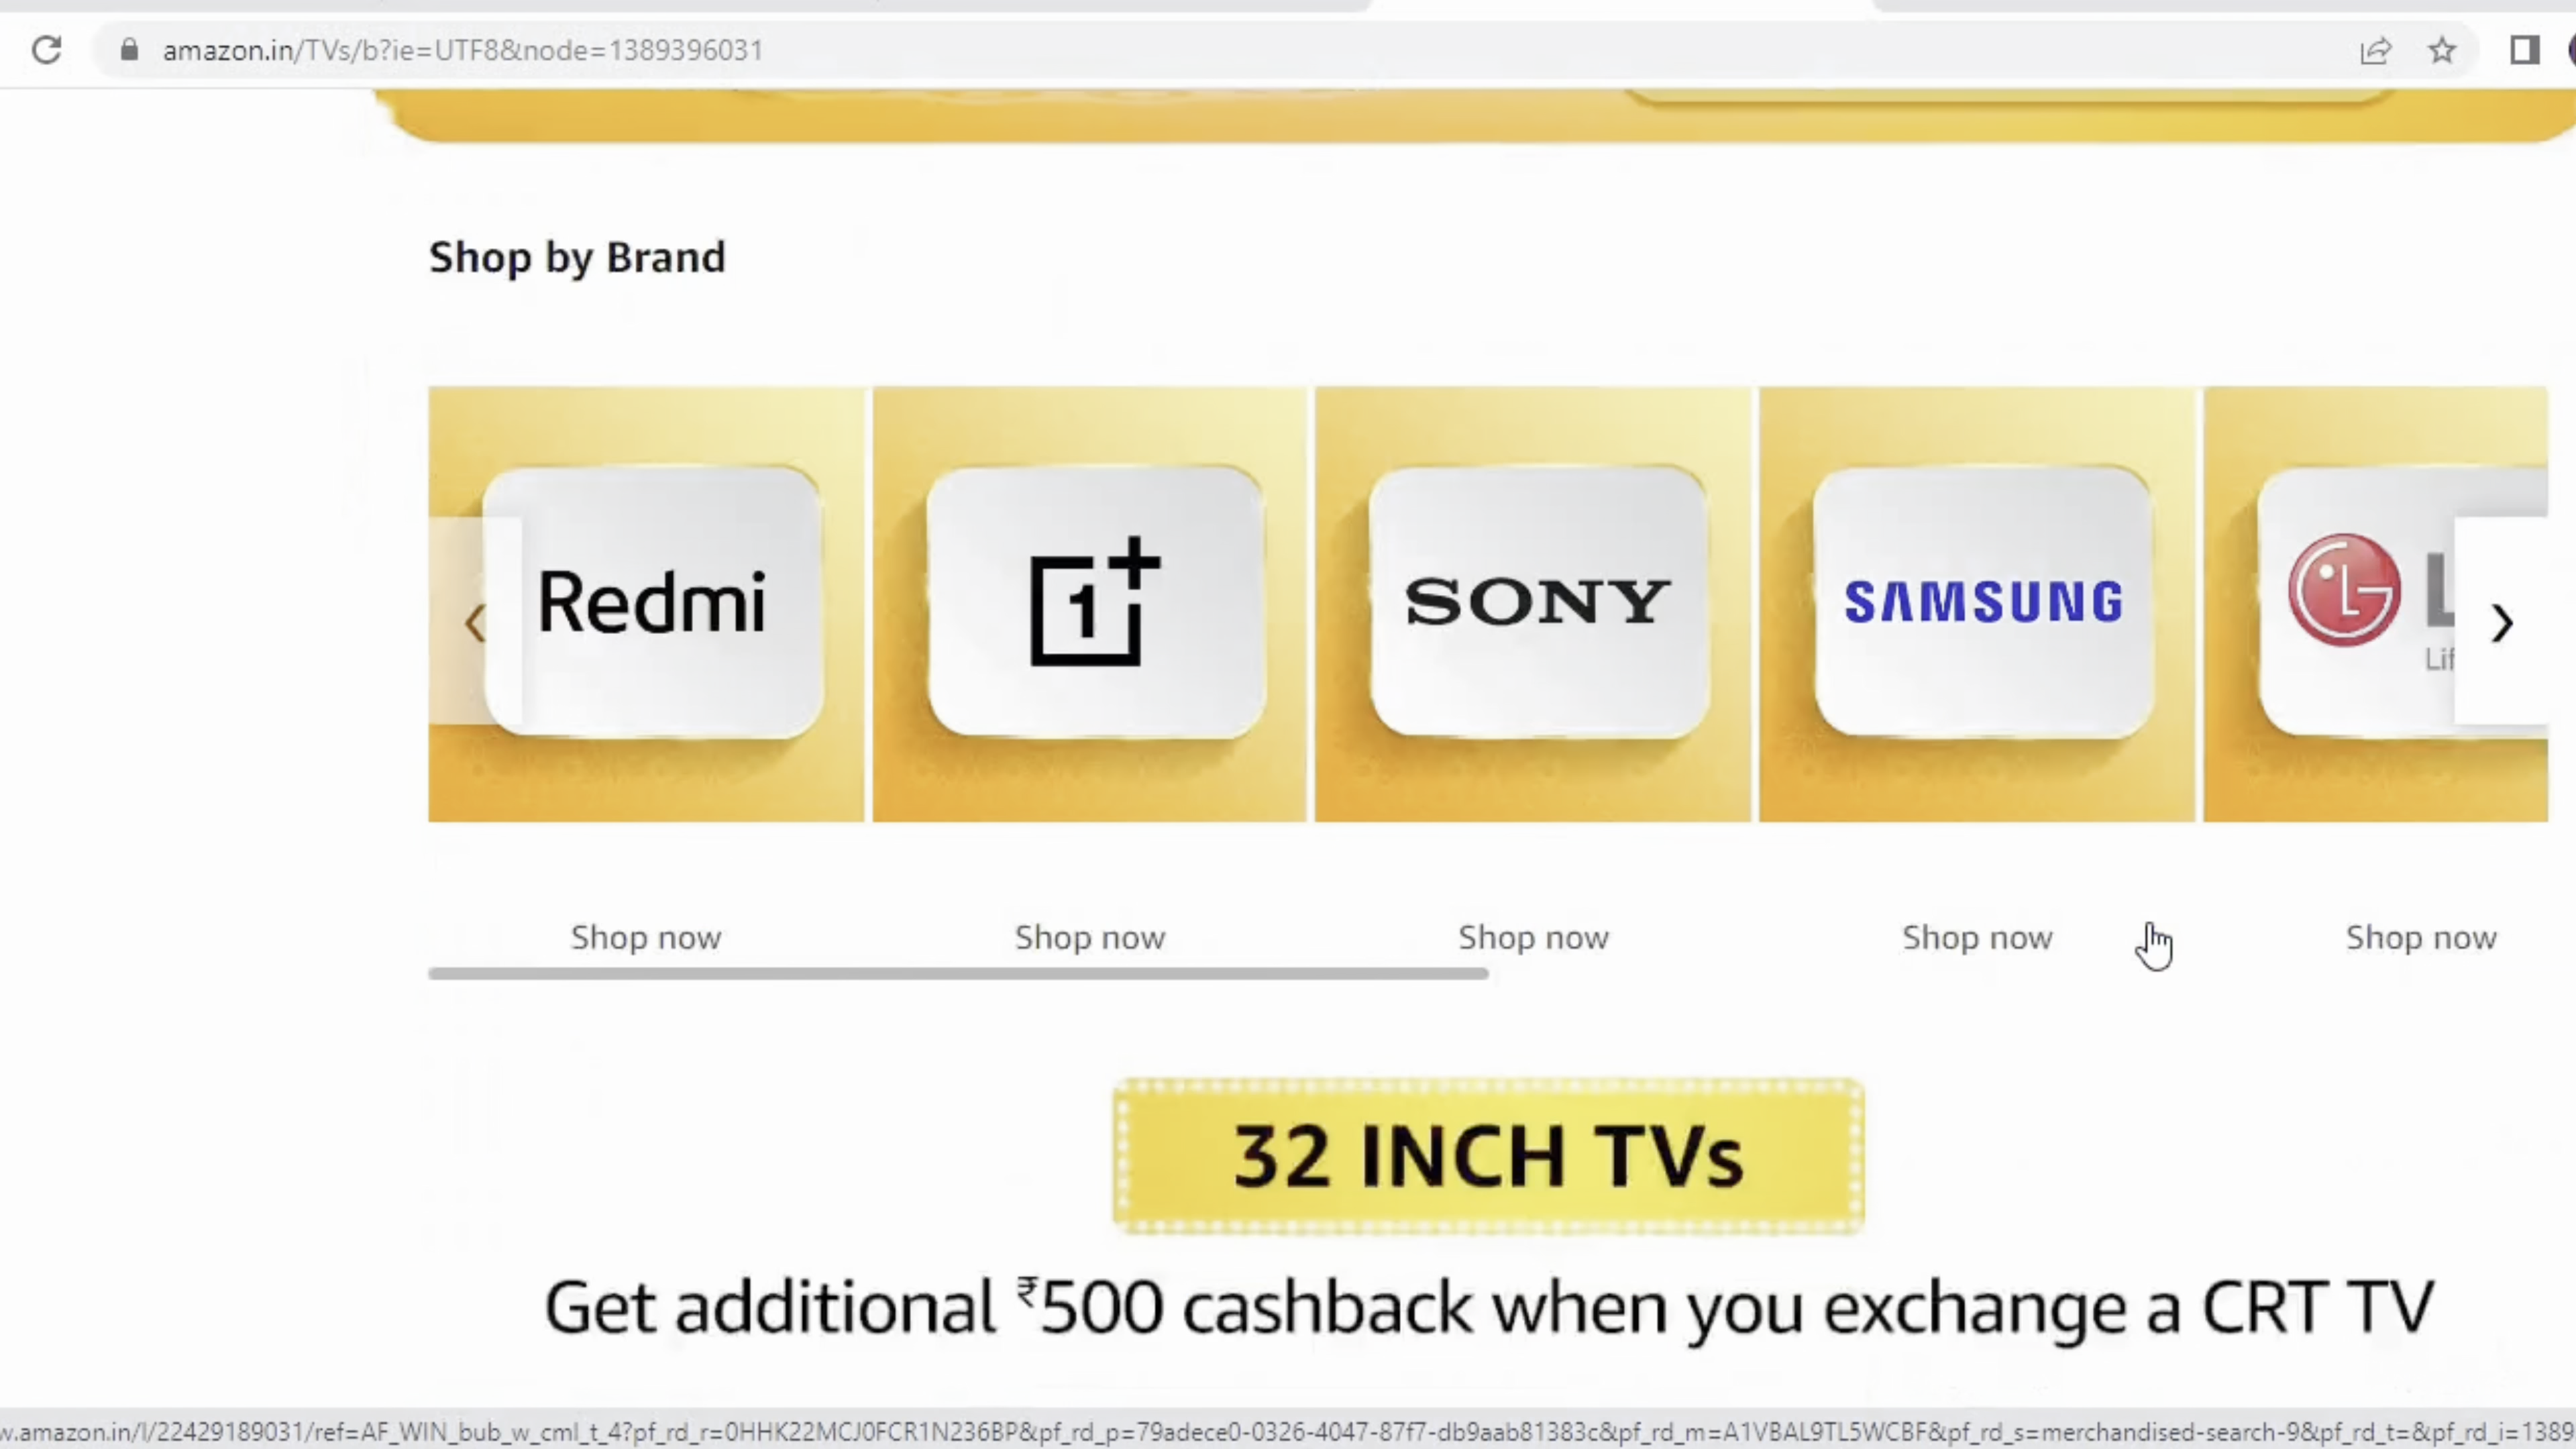 amazon.in/TVs/b?ie=UTF8&node=1389396031
Shop by Brand
Redmi
1+
SONY
SAMSUNG
LG
Shop now
Shop now
Shop now
Shop now
Shop now
32 INCH TVs
Get additional ₹500 cashback when you exchange a CRT TV
w.amazon.in/l/22429189031/ref=AF_WIN_bub_w_cml_t_4?pf_rd_r=0HHK22MCJ0FCR1N236BP&pf_rd_p=79adece0-0326-4047-87f7-db9aab81383c&pf_rd_m=A1VBAL9TL5WCBF&pf_rd_s=merchandised-search-9&pf_rd_t=&pf_rd_i=1389